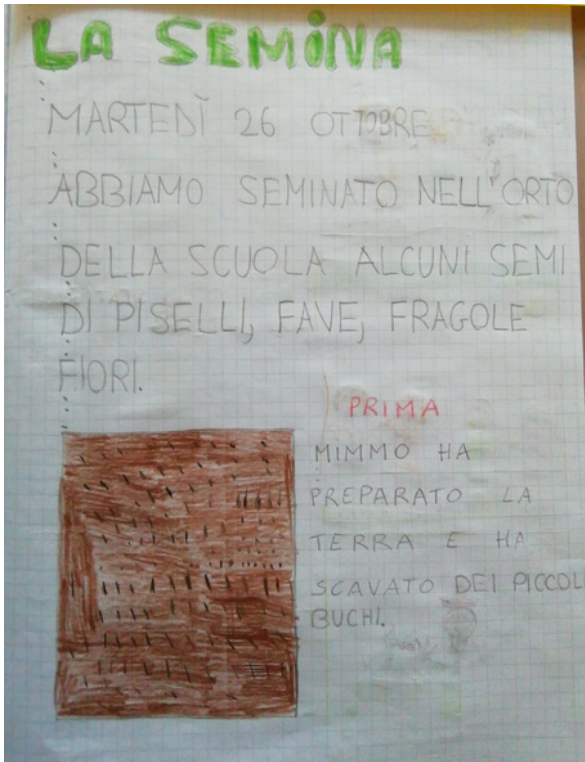 LA SEMINA
MARTEDÌ 26 OTTOBRE
ABBIAMO SEMINATO NELL'ORTO
DELLA SCUOLA ALCUNI SEMI
DI PISELLI, FAVE, FRAGOLE
FIORI.
PRIMA
MIMMO HA
PREPARATO LA
TERRA E HA
SCAVATO DEI PICCOL
BUCHI.